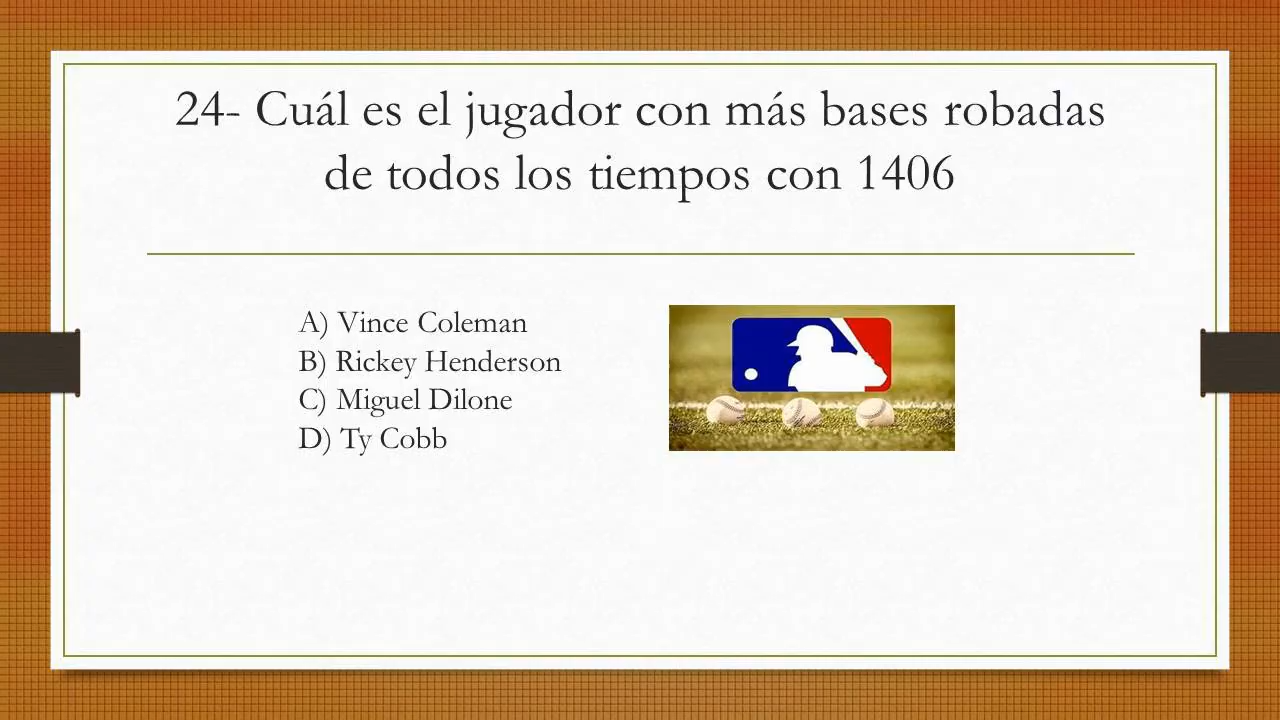 24- Cuál es el jugador con más bases robadas
de todos los tiempos con 1406
A) Vince Coleman
B) Rickey Henderson
C) Miguel Dilone
D) Ty Cobb